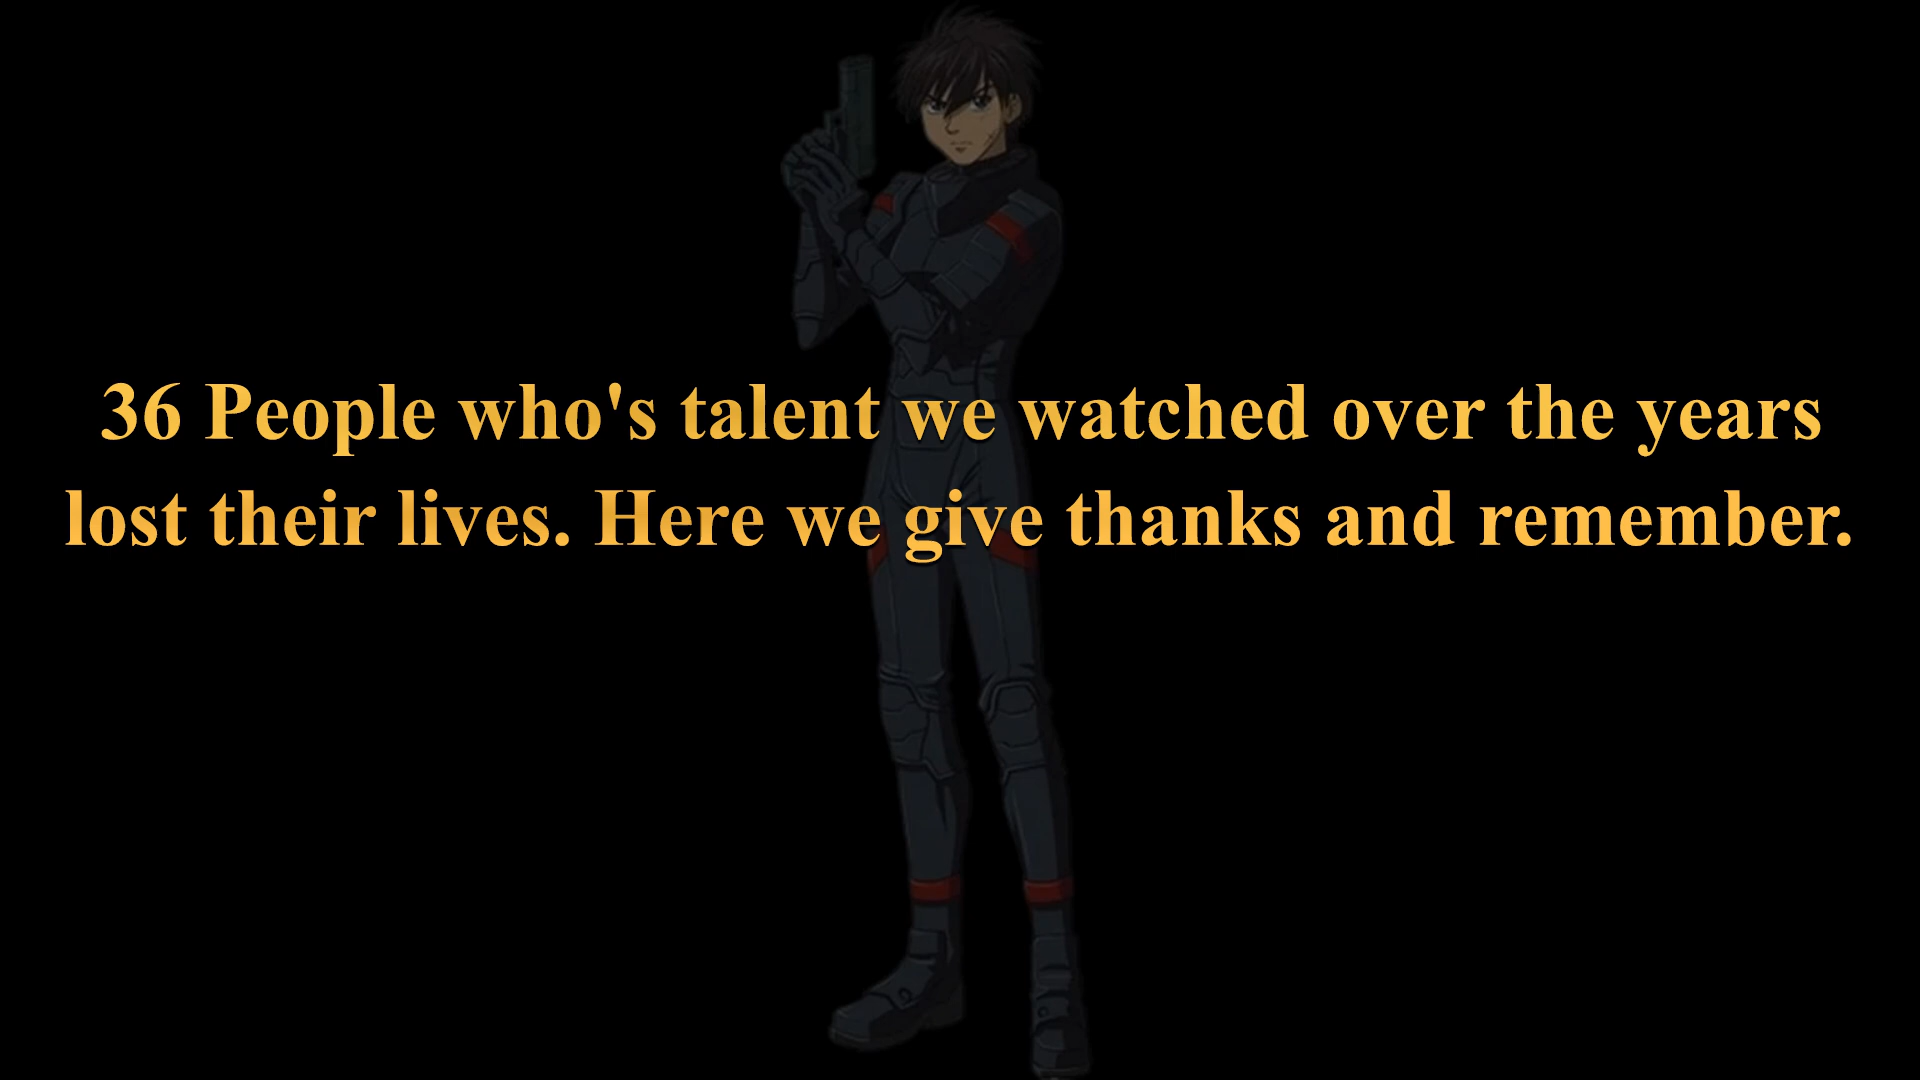 36 People who's talent we watched over the years
lost their lives. Here we give thanks and remember.